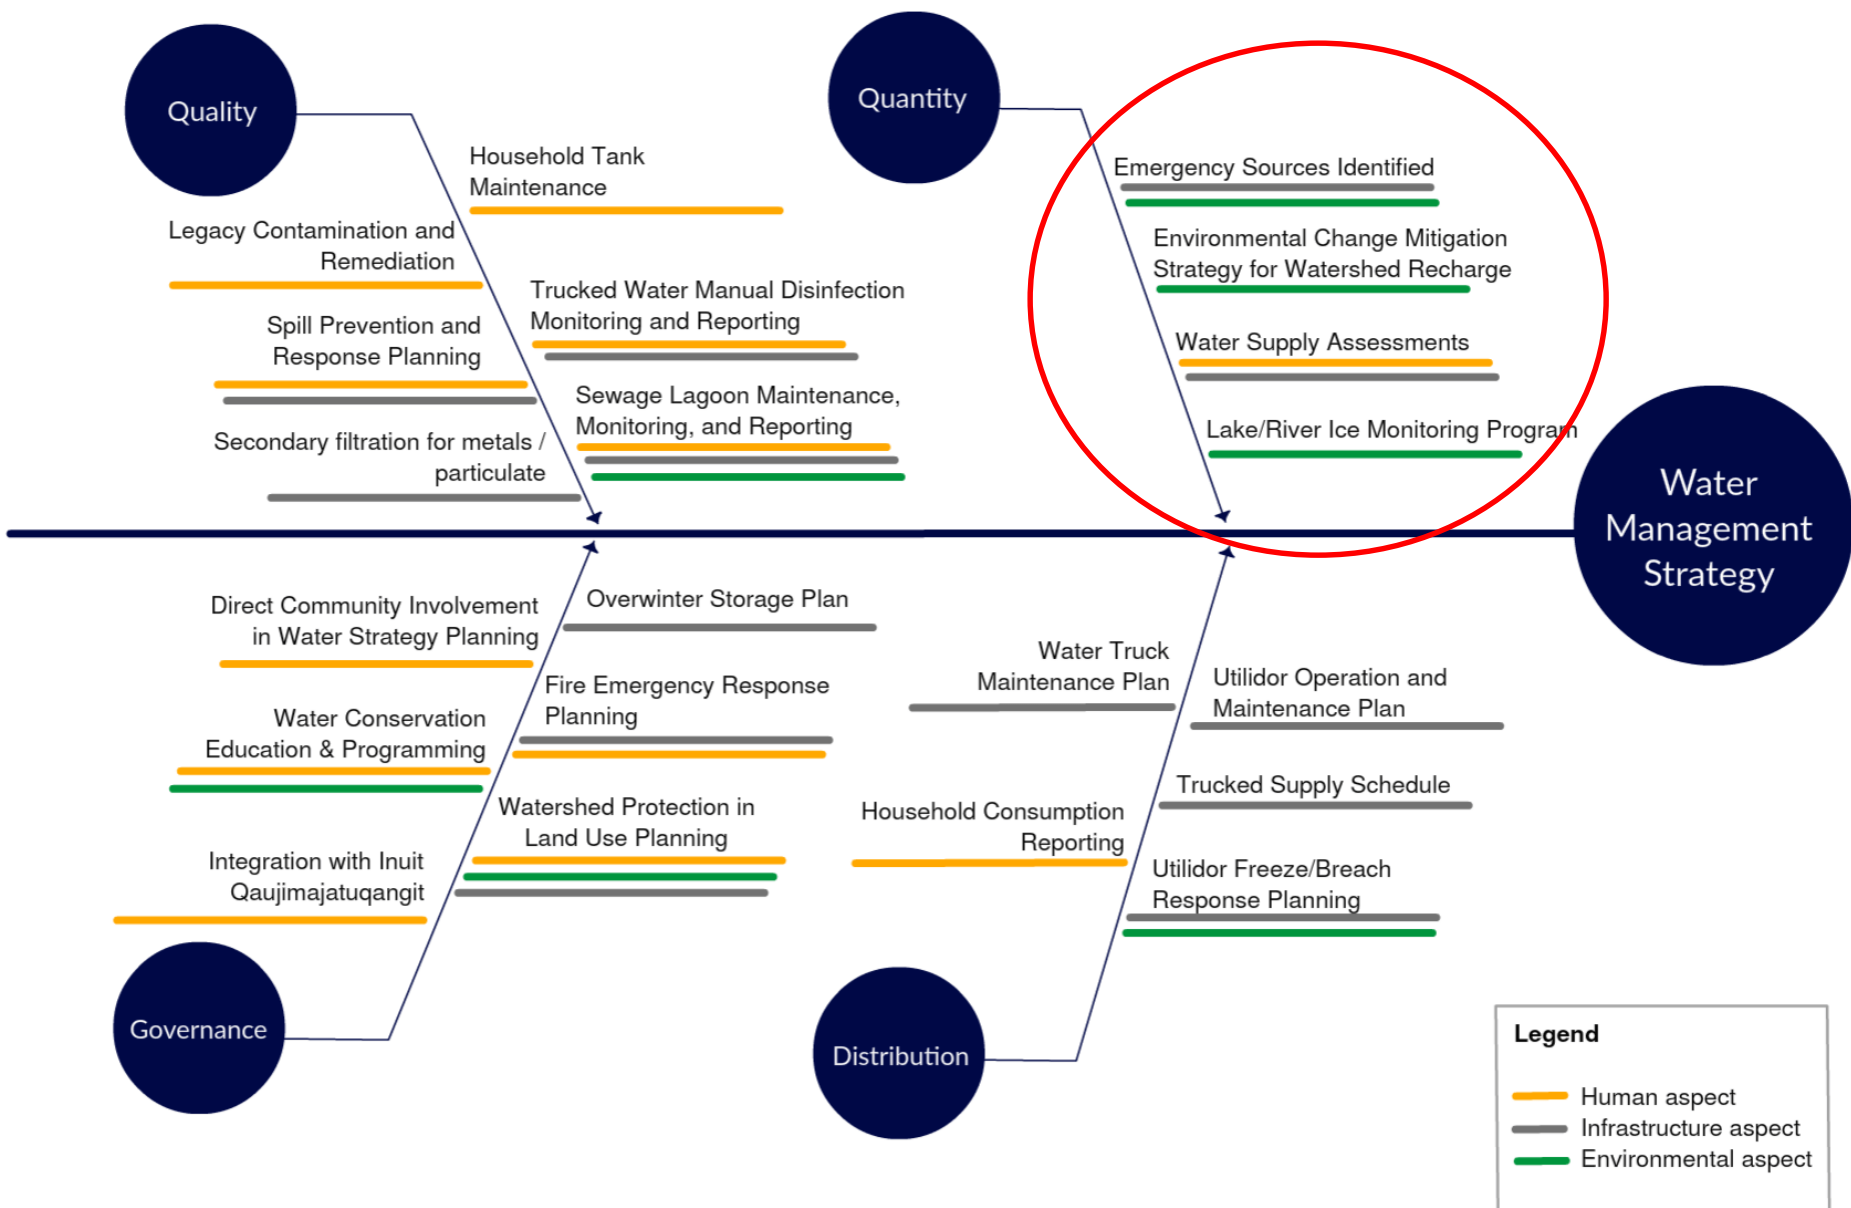 Quality
Household Tank
Maintenance
Legacy Contamination and
Remediation
Trucked Water Manual Disinfection
Monitoring and Reporting
Spill Prevention and
Response Planning
Sewage Lagoon Maintenance,
Monitoring, and Reporting
Secondary filtration for metals /
particulate
Quantity
Emergency Sources Identified
Environmental Change Mitigation
Strategy for Watershed Recharge
Water Supply Assessments
Lake/River Ice Monitoring Program
Water
Management
Strategy
Direct Community Involvement
in Water Strategy Planning
Overwinter Storage Plan
Water Conservation
Education & Programming
Fire Emergency Response
Planning
Integration with Inuit
Qaujimajatuqangit
Watershed Protection in
Land Use Planning
Governance
Water Truck
Maintenance Plan
Utilidor Operation and
Maintenance Plan
Trucked Supply Schedule
Household Consumption
Reporting
Utilidor Freeze/Breach
Response Planning
Distribution
Legend
Human aspect
Infrastructure aspect
Environmental aspect